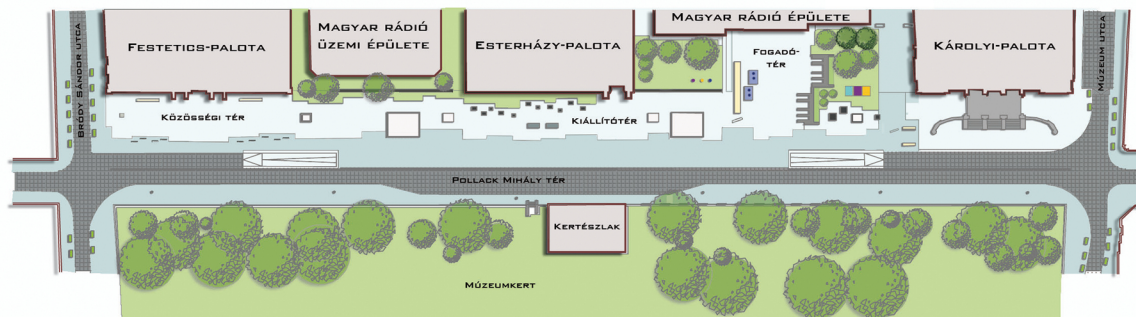 Bródy Sándor utca
Festetics-palota
Magyar rádió
üzemi épülete
Esterházy-palota
Magyar rádió épülete
Fogadó-
tér
Károlyi-palota
Múzeum utca
Közösségi tér
Kiállítótér
Pollack Mihály tér
Kertészlak
Múzeumkert